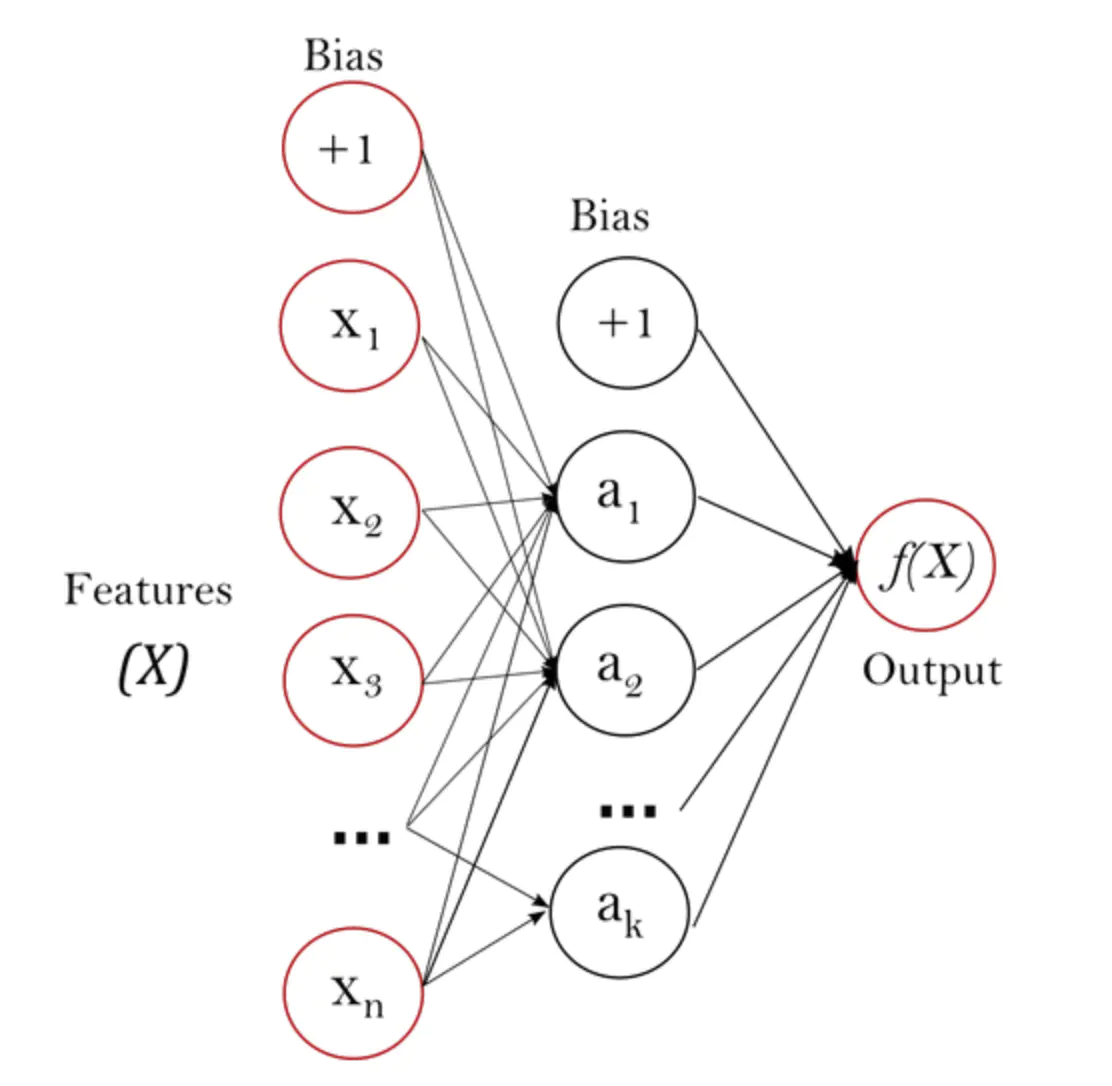 Bias
+1
x₁
x₂
x₃
...
xₙ
Features
(X)
Bias
+1
a₁
a₂
...
aₖ
f(X)
Output